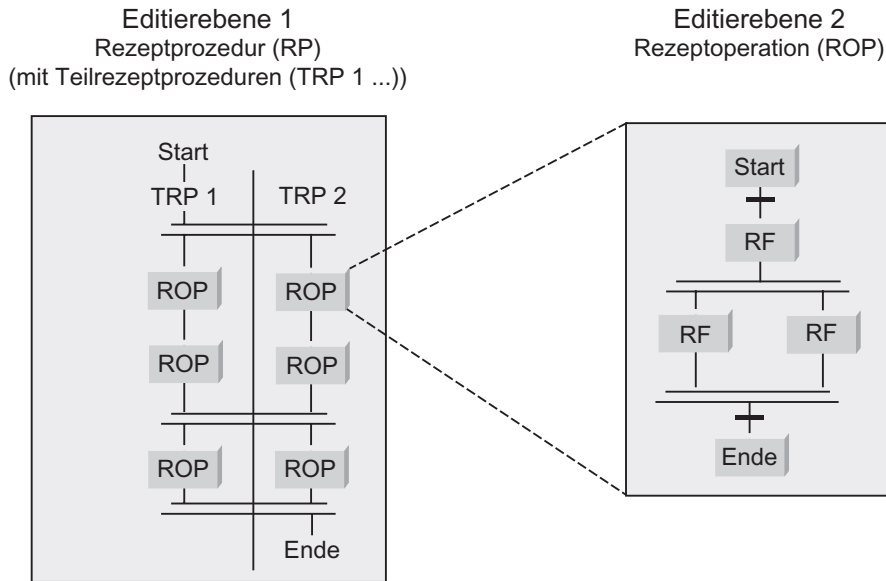 Editierebene 1
Rezeptprozedur (RP)
(mit Teilrezeptprozeduren (TRP 1 ...))
Editierebene 2
Rezeptoperation (ROP)
Start
TRP 1
TRP 2
ROP
ROP
ROP
ROP
ROP
ROP
Ende
Start
RF
RF
RF
Ende